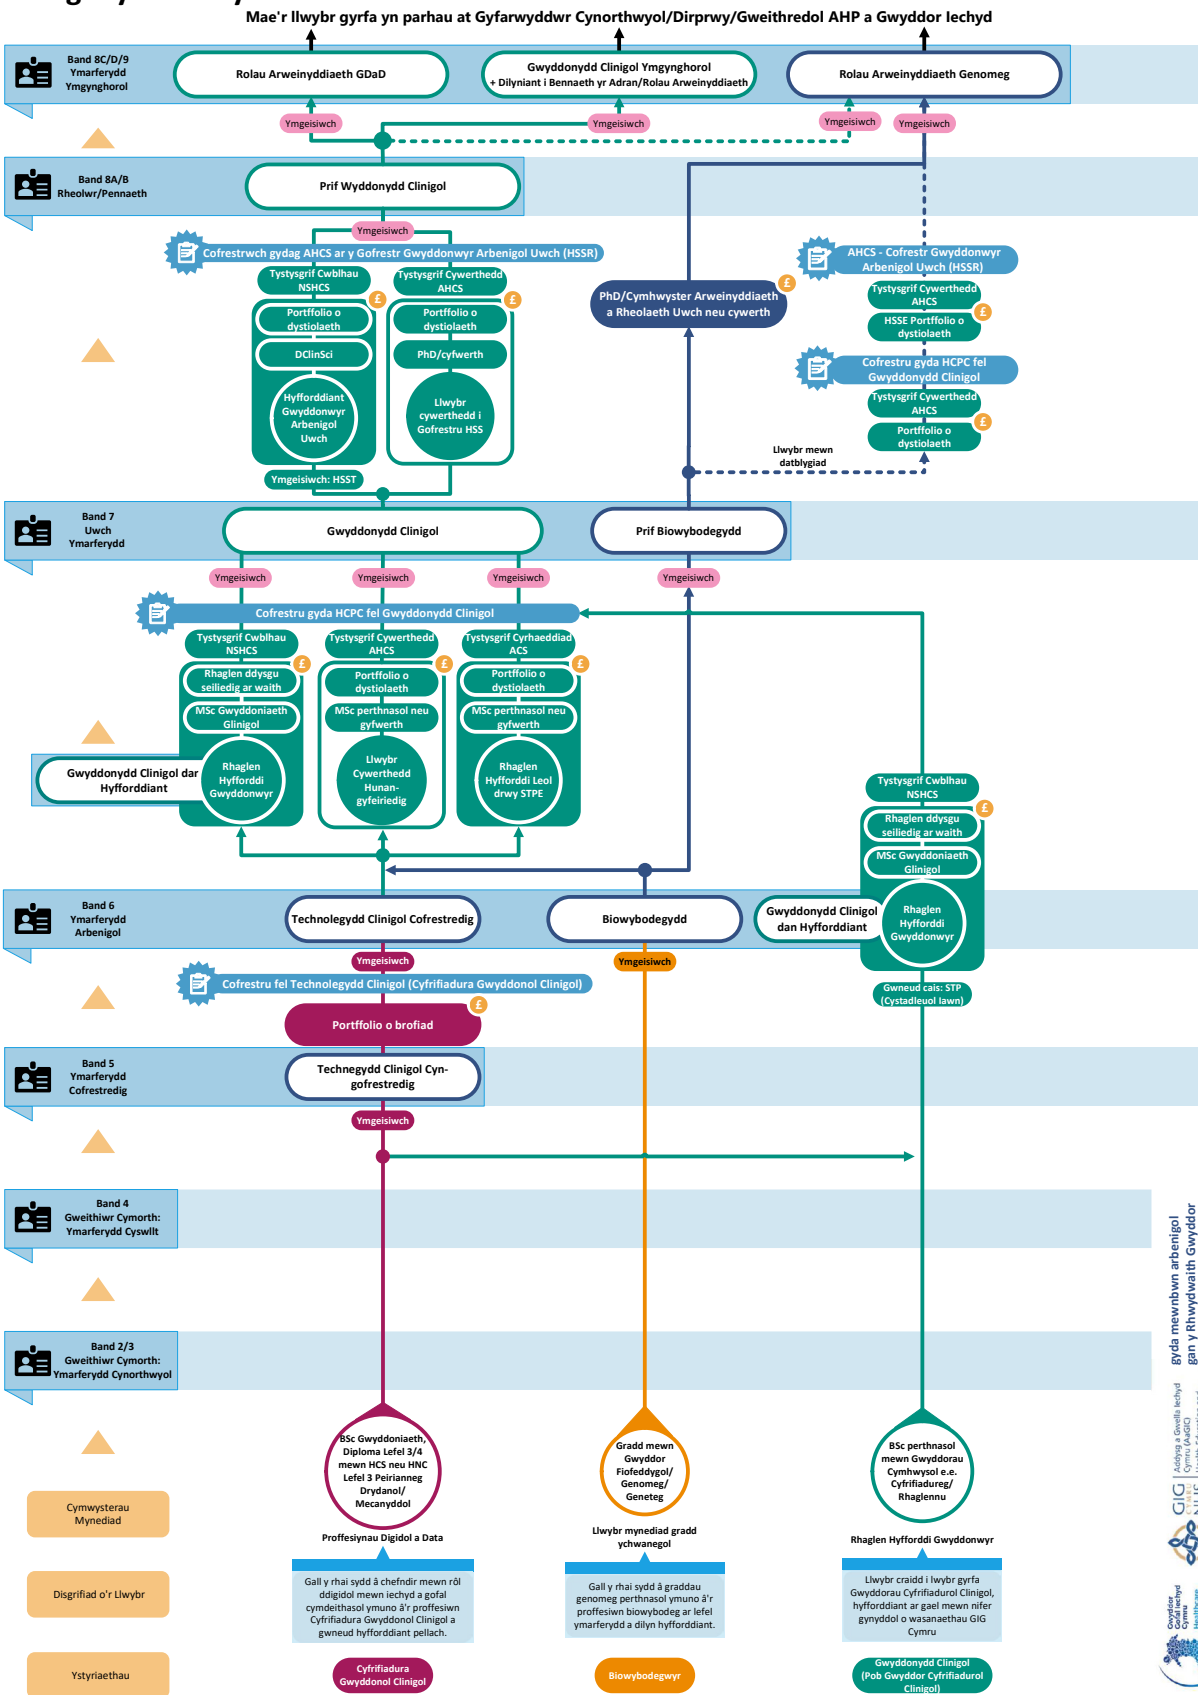 Mae'r llwybr gyrfa yn parhau at Gyfarwyddwr Cynorthwyol/Dirprwy/Gweithredol AHP a Gwyddor Iechyd
Band 8C/D/9
Ymarferydd
Ymgynghorol
Rolau Arweinyddiaeth GDaD
Gwyddonydd Clinigol Ymgynghorol
+ Dilyniant i Bennaeth yr Adran/Rolau Arweinyddiaeth
Rolau Arweinyddiaeth Genomeg
Ymgeisiwch
Ymgeisiwch
Ymgeisiwch
Ymgeisiwch
Band 8A/B
Rheolwr/Pennaeth
Prif Wyddonydd Clinigol
Ymgeisiwch
Cofrestrwch gydag AHCS ar y Gofrestr Gwyddonwyr Arbenigol Uwch (HSSR)
AHCS - Cofrestr Gwyddonwyr
Arbenigol Uwch (HSSR)
Tystysgrif Cwblhau
NSHCS
£
Portffolio o
dystiolaeth
DClinSci
Hyfforddiant
Gwyddonwyr
Arbenigol
Uwch
Ymgeisiwch: HSST
Tystysgrif Cywerthedd
AHCS
£
Portffolio o
dystiolaeth
PhD/cyfwerth
Llwybr
cywerthedd i
Gofrestru HSS
PhD/Cymhwyster Arweinyddiaeth
a Rheolaeth Uwch neu cywerth
£
Tystysgrif Cywerthedd
AHCS
£
HSSE Portffolio o
dystiolaeth
Cofrestru gyda HCPC fel
Gwyddonydd Clinigol
Tystysgrif Cywerthedd
AHCS
£
Portffolio o
dystiolaeth
Llwybr mewn
datblygiad
Band 7
Uwch
Ymarferydd
Gwyddonydd Clinigol
Prif Biowybodegydd
Ymgeisiwch
Ymgeisiwch
Ymgeisiwch
Ymgeisiwch
Cofrestru gyda HCPC fel Gwyddonydd Clinigol
Tystysgrif Cwblhau
NSHCS
£
Rhaglen ddysgu
seiliedig ar waith
MSc Gwyddoniaeth
Glinigol
Rhaglen
Hyfforddi
Gwyddonwyr
Gwyddonydd Clinigol dan
Hyfforddiant
Tystysgrif Cywerthedd
AHCS
£
Portffolio o
dystiolaeth
MSc perthnasol neu
gyfwerth
Llwybr
Cywerthedd
Hunan-
gyfeiriedig
Tystysgrif Cyrhaeddiad
ACS
£
Portffolio o
dystiolaeth
MSc perthnasol neu
gyfwerth
Rhaglen
Hyfforddi Leol
drwy STPE
Tystysgrif Cwblhau
NSHCS
£
Rhaglen ddysgu
seiliedig ar waith
MSc Gwyddoniaeth
Glinigol
Rhaglen
Hyfforddi
Gwyddonwyr
Band 6
Ymarferydd
Arbenigol
Technolegydd Clinigol Cofrestredig
Biowybodegydd
Gwyddonydd Clinigol
dan Hyfforddiant
Ymgeisiwch
Ymgeisiwch
Cofrestru fel Technolegydd Clinigol (Cyfrifiadura Gwyddonol Clinigol)
Gwneud cais: STP
(Cystadleuol Iawn)
£
Portffolio o brofiad
Band 5
Ymarferydd
Cofrestredig
Technegydd Clinigol Cyn-
gofrestredig
Ymgeisiwch
Band 4
Gweithiwr Cymorth:
Ymarferydd Cyswllt
Band 2/3
Gweithiwr Cymorth:
Ymarferydd Cynorthwyol
Cymwysterau
Mynediad
BSc Gwyddoniaeth,
Diploma Lefel 3/4
mewn HCS neu HNC
Lefel 3 Peirianneg
Drydanol/
Mecanyddol
Gradd mewn
Gwyddor
Fiofeddygol/
Genomeg/
Geneteg
BSc perthnasol
mewn Gwyddorau
Cymhwysol e.e.
Cyfrifiadureg/
Rhaglennu
Proffesiynau Digidol a Data
Llwybr mynediad gradd
ychwanegol
Rhaglen Hyfforddi Gwyddonwyr
Disgrifiad o'r Llwybr
Gall y rhai sydd â chefndir mewn rôl
ddigidol mewn iechyd a gofal
cymdeithasol ymuno â'r proffesiwn
Cyfrifiadura Gwyddonol Clinigol a
gwneud hyfforddiant pellach.
Gall y rhai sydd â graddau
genomeg perthnasol ymuno â'r
proffesiwn biowybodeg ar lefel
ymarferydd a dilyn hyfforddiant.
Llwybr craidd i lwybr gyrfa
Gwyddorau Cyfrifiadurol Clinigol,
hyfforddiant ar gael mewn nifer
gynyddol o wasanaethau GIG
Cymru
Ystyriaethau
Cyfrifiadura
Gwyddonol Clinigol
Biowybodegwyr
Gwyddonydd Clinigol
(Pob Gwyddor Cyfrifiadurol
Clinigol)
gyda mewnbwn arbenigol
gan y Rhwydwaith Gwyddor
GIG
CYMRU
Addysg a Gwella Iechyd
Cymru (AaGIC)
Gwyddor
Gofal Iechyd
Cymru
Healthcare